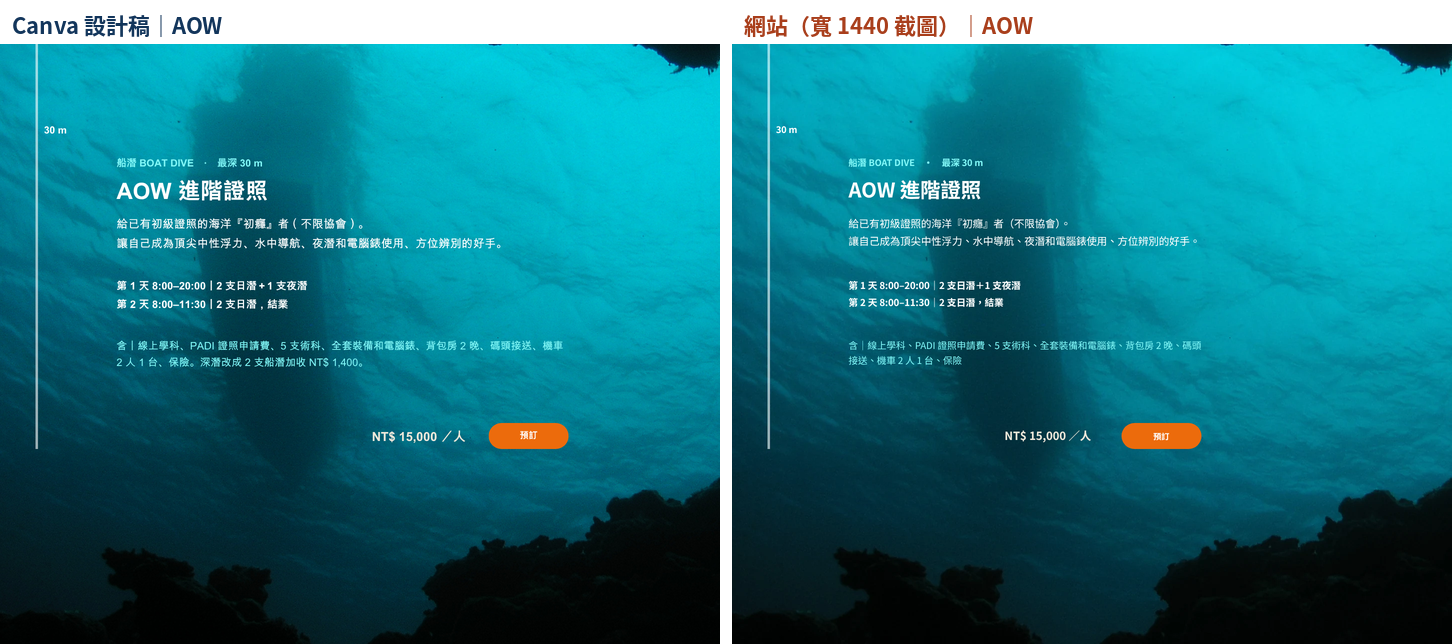 Canva 設計稿｜AOW
30 m
船潛 BOAT DIVE · 最深 30 m
AOW 進階證照
給已有初級證照的海洋『初癮』者（不限協會）。
讓自己成為頂尖中性浮力、水中導航、夜潛和電腦錶使用、方位辨別的好手。
第 1 天 8:00–20:00｜2 支日潛 + 1 支夜潛
第 2 天 8:00–11:30｜2 支日潛，結業
含｜線上學科、PADI 證照申請費、5 支術科、全套裝備和電腦錶、背包房 2 晚、碼頭接送、機車
2 人 1 台、保險。深潛改成 2 支船潛加收 NT$ 1,400。
NT$ 15,000 ／人
預訂
網站（寬 1440 截圖）｜AOW
30 m
船潛 BOAT DIVE • 最深 30 m
AOW 進階證照
給已有初級證照的海洋『初癮』者（不限協會）。
讓自己成為頂尖中性浮力、水中導航、夜潛和電腦錶使用、方位辨別的好手。
第 1 天 8:00–20:00｜2 支日潛＋1 支夜潛
第 2 天 8:00–11:30｜2 支日潛，結業
含｜線上學科、PADI 證照申請費、5 支術科、全套裝備和電腦錶、背包房 2 晚、碼頭
接送、機車 2 人 1 台、保險
NT$ 15,000 ／人
預訂